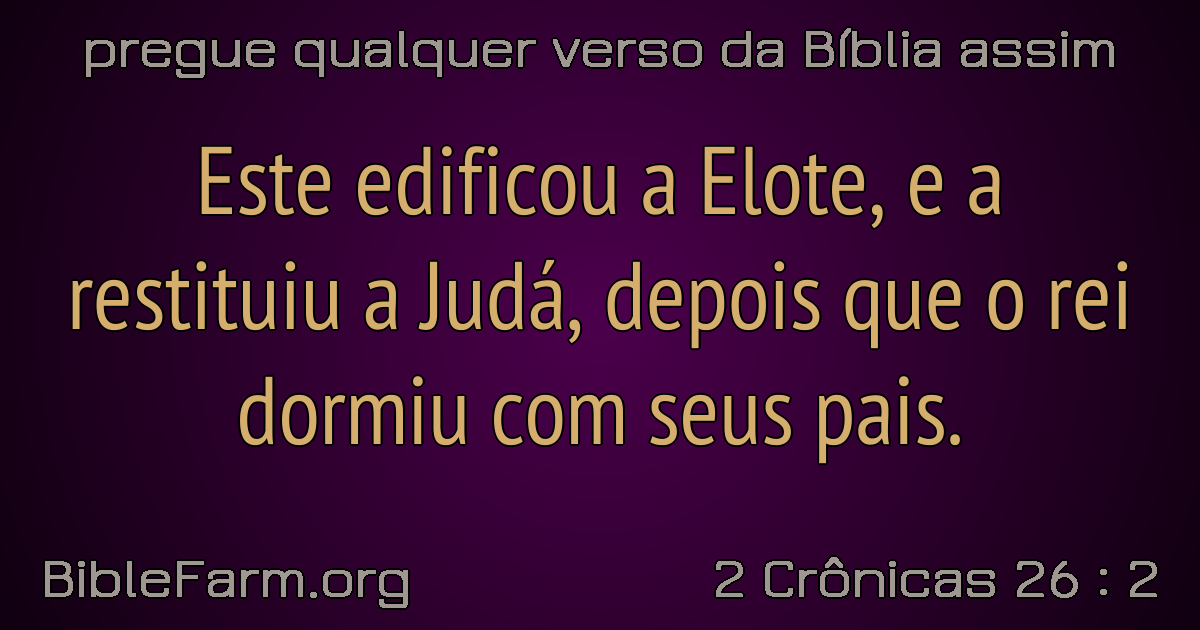 pregue qualquer verso da Bíblia assim
Este edificou a Elote, e a
restituiu a Judá, depois que o rei
dormiu com seus pais.
BibleFarm.org
2 Crônicas 26 : 2